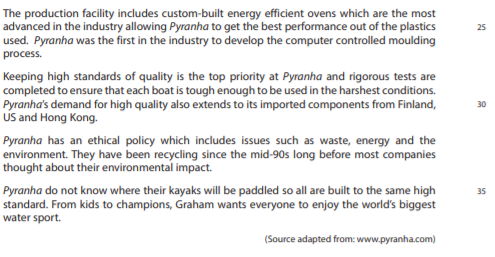 The production facility includes custom-built energy efficient ovens which are the most
advanced in the industry allowing Pyranha to get the best performance out of the plastics 25
used. Pyranha was the first in the industry to develop the computer controlled moulding
process.
Keeping high standards of quality is the top priority at Pyranha and rigorous tests are
completed to ensure that each boat is tough enough to be used in the harshest conditions.
Pyranha's demand for high quality also extends to its imported components from Finland, 30
US and Hong Kong.
Pyranha has an ethical policy which includes issues such as waste, energy and the
environment. They have been recycling since the mid-90s long before most companies
thought about their environmental impact.
Pyranha do not know where their kayaks will be paddled so all are built to the same high 35
standard. From kids to champions, Graham wants everyone to enjoy the world's biggest
water sport.
(Source adapted from: www.pyranha.com)